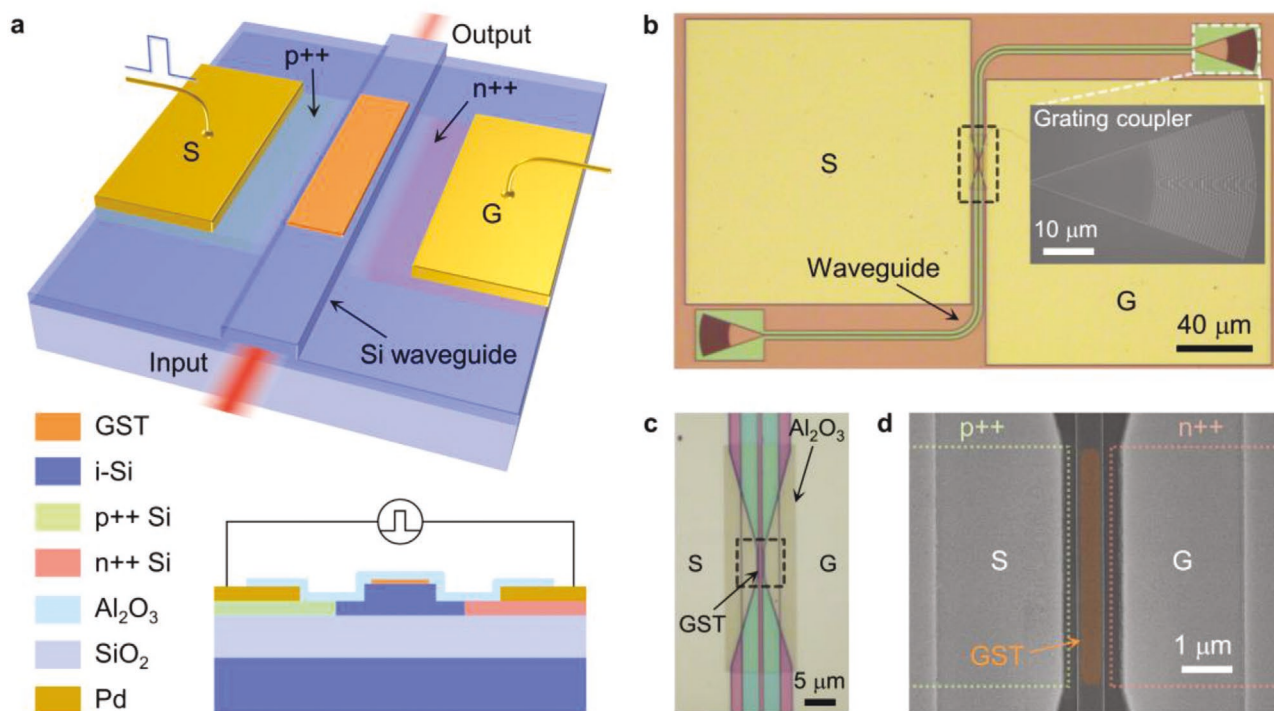 a
Output
p++
n++
S
G
Si waveguide
Input
GST
i-Si
p++ Si
n++ Si
Al₂O₃
SiO₂
Pd
b
Grating coupler
10 μm
S
Waveguide
G
40 μm
c
Al₂O₃
S
G
GST
5 μm
d
p++
n++
S
G
GST
1 μm